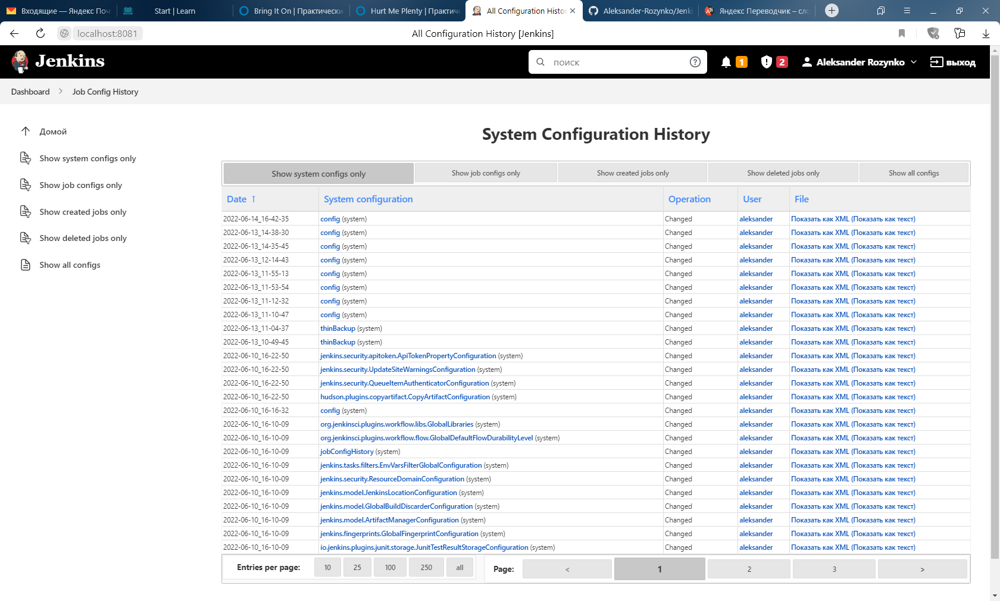 Входящие — Яндекс Поч
Start | Learn
Bring It On | Практически
Hurt Me Plenty | Практиче
All Configuration Histo
Aleksander-Rozynko/Jenki
Яндекс Переводчик – сло
localhost:8081
All Configuration History [Jenkins]
Jenkins
поиск
1
2
Aleksander Rozynko
выход
Dashboard > Job Config History
Домой
Show system configs only
Show job configs only
Show created jobs only
Show deleted jobs only
Show all configs
System Configuration History
Show system configs only Show job configs only Show created jobs only Show deleted jobs only Show all configs
Date ↑ System configuration Operation User File
2022-06-14_16-42-35 config (system) Changed aleksander Показать как XML (Показать как текст)
2022-06-13_14-38-30 config (system) Changed aleksander Показать как XML (Показать как текст)
2022-06-13_14-35-45 config (system) Changed aleksander Показать как XML (Показать как текст)
2022-06-13_12-14-43 config (system) Changed aleksander Показать как XML (Показать как текст)
2022-06-13_11-55-13 config (system) Changed aleksander Показать как XML (Показать как текст)
2022-06-13_11-53-54 config (system) Changed aleksander Показать как XML (Показать как текст)
2022-06-13_11-12-32 config (system) Changed aleksander Показать как XML (Показать как текст)
2022-06-13_11-10-47 config (system) Changed aleksander Показать как XML (Показать как текст)
2022-06-13_11-04-37 thinBackup (system) Changed aleksander Показать как XML (Показать как текст)
2022-06-13_10-49-45 thinBackup (system) Changed aleksander Показать как XML (Показать как текст)
2022-06-10_16-22-50 jenkins.security.apitoken.ApiTokenPropertyConfiguration (system) Changed aleksander Показать как XML (Показать как текст)
2022-06-10_16-22-50 jenkins.security.UpdateSiteWarningsConfiguration (system) Changed aleksander Показать как XML (Показать как текст)
2022-06-10_16-22-50 jenkins.security.QueueItemAuthenticatorConfiguration (system) Changed aleksander Показать как XML (Показать как текст)
2022-06-10_16-22-50 hudson.plugins.copyartifact.CopyArtifactConfiguration (system) Changed aleksander Показать как XML (Показать как текст)
2022-06-10_16-16-32 config (system) Changed aleksander Показать как XML (Показать как текст)
2022-06-10_16-10-09 org.jenkinsci.plugins.workflow.libs.GlobalLibraries (system) Changed aleksander Показать как XML (Показать как текст)
2022-06-10_16-10-09 org.jenkinsci.plugins.workflow.flow.GlobalDefaultFlowDurabilityLevel (system) Changed aleksander Показать как XML (Показать как текст)
2022-06-10_16-10-09 jobConfigHistory (system) Changed aleksander Показать как XML (Показать как текст)
2022-06-10_16-10-09 jenkins.tasks.filters.EnvVarsFilterGlobalConfiguration (system) Changed aleksander Показать как XML (Показать как текст)
2022-06-10_16-10-09 jenkins.security.ResourceDomainConfiguration (system) Changed aleksander Показать как XML (Показать как текст)
2022-06-10_16-10-09 jenkins.model.JenkinsLocationConfiguration (system) Changed aleksander Показать как XML (Показать как текст)
2022-06-10_16-10-09 jenkins.model.GlobalBuildDiscarderConfiguration (system) Changed aleksander Показать как XML (Показать как текст)
2022-06-10_16-10-09 jenkins.model.ArtifactManagerConfiguration (system) Changed aleksander Показать как XML (Показать как текст)
2022-06-10_16-10-09 jenkins.fingerprints.GlobalFingerprintConfiguration (system) Changed aleksander Показать как XML (Показать как текст)
2022-06-10_16-10-09 io.jenkins.plugins.junit.storage.JunitTestResultStorageConfiguration (system) Changed aleksander Показать как XML (Показать как текст)
Entries per page: 10 25 100 250 all Page: < 1 2 3 >